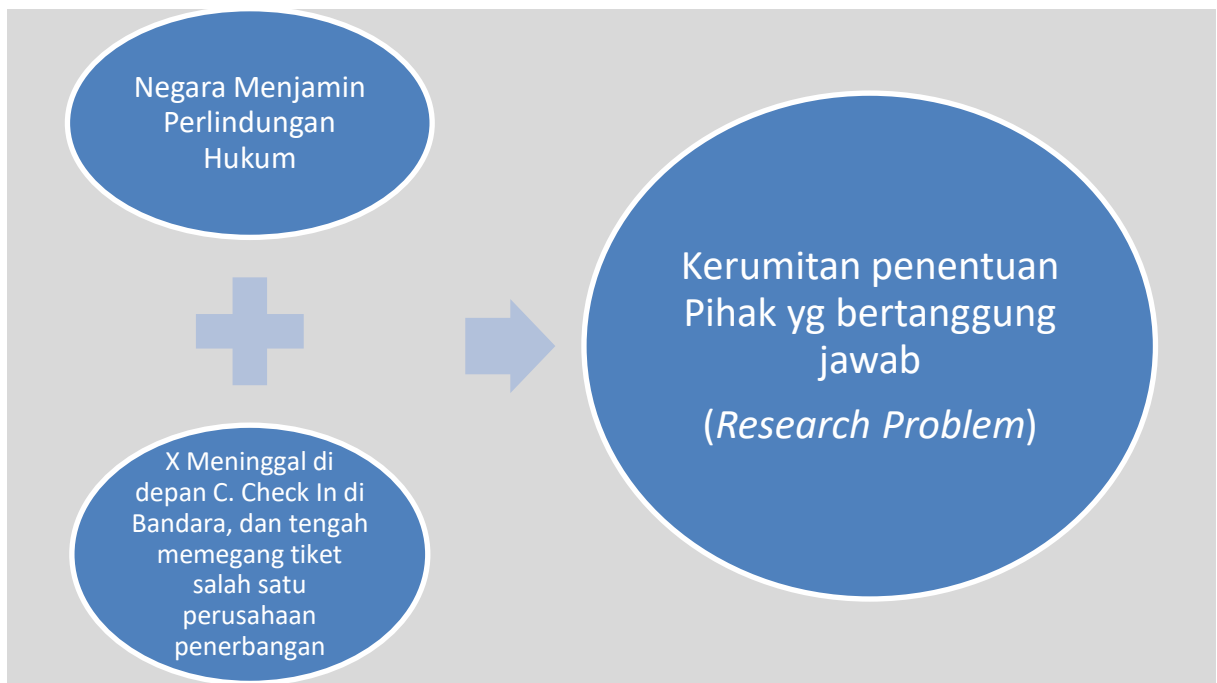 Negara Menjamin
Perlindungan
Hukum
X Meninggal di
depan C. Check In di
Bandara, dan tengah
memegang tiket
salah satu
perusahaan
penerbangan
Kerumitan penentuan
Pihak yg bertanggung
jawab
(Research Problem)